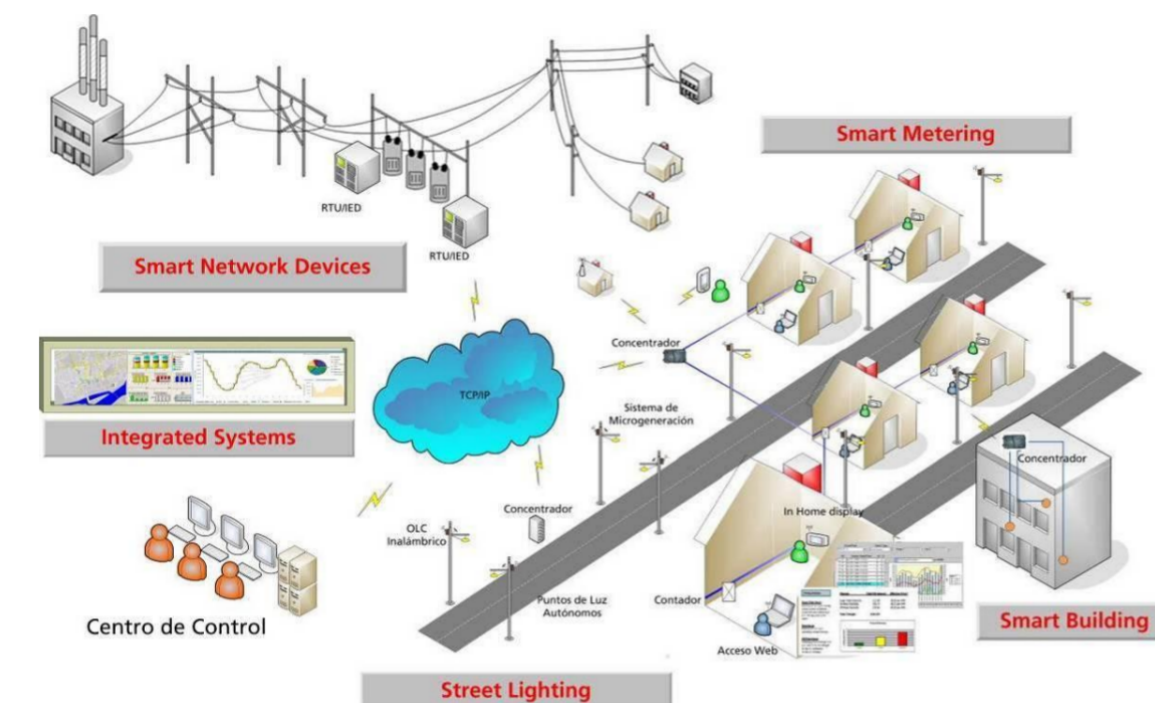 Smart Metering
RTU/IED
RTU/IED
Smart Network Devices
Concentrador
TCP/IP
Sistema de
Microgeneración
Integrated Systems
Concentrador
Concentrador
In Home display
OLC
Inalámbrico
Puntos de Luz
Autónomos
Contador
Centro de Control
Acceso Web
Smart Building
Street Lighting